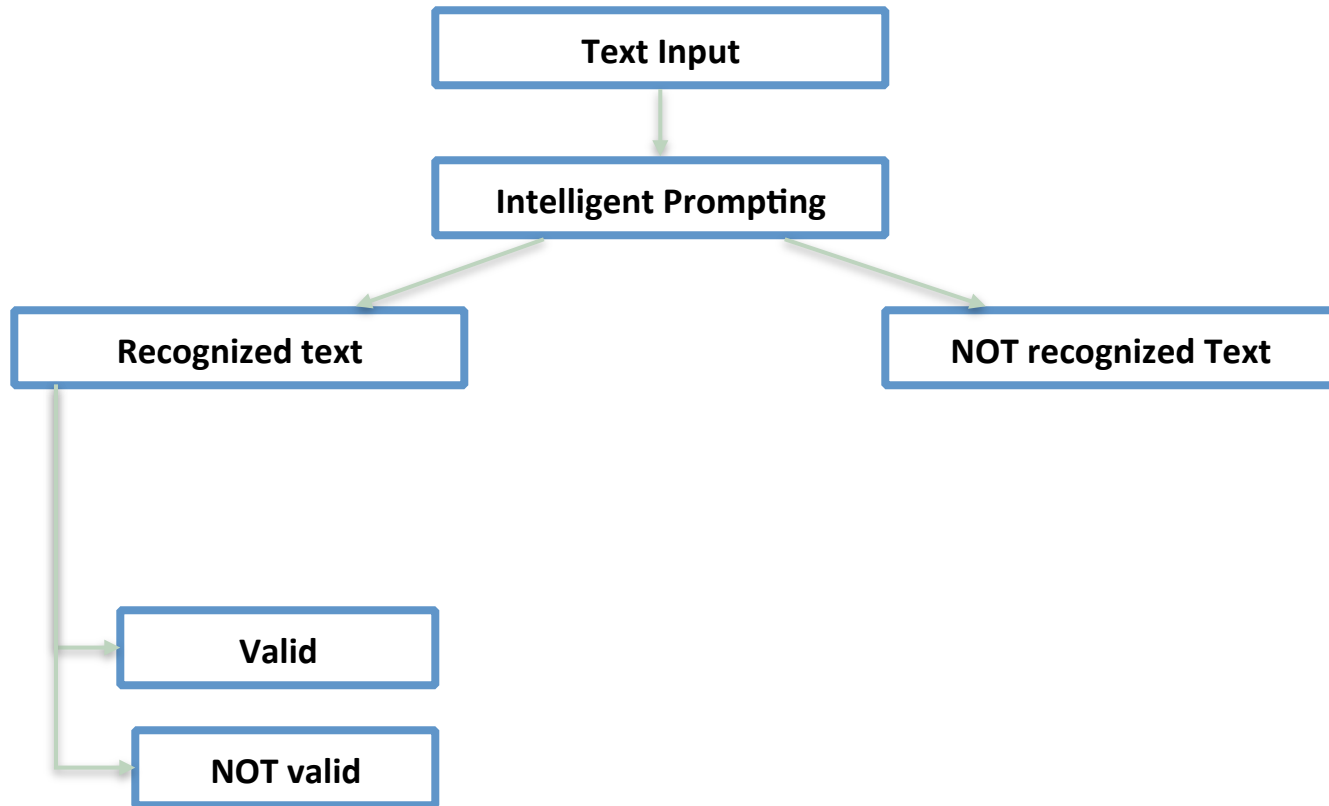 Text Input
Intelligent Prompting
Recognized text
NOT recognized Text
Valid
NOT valid